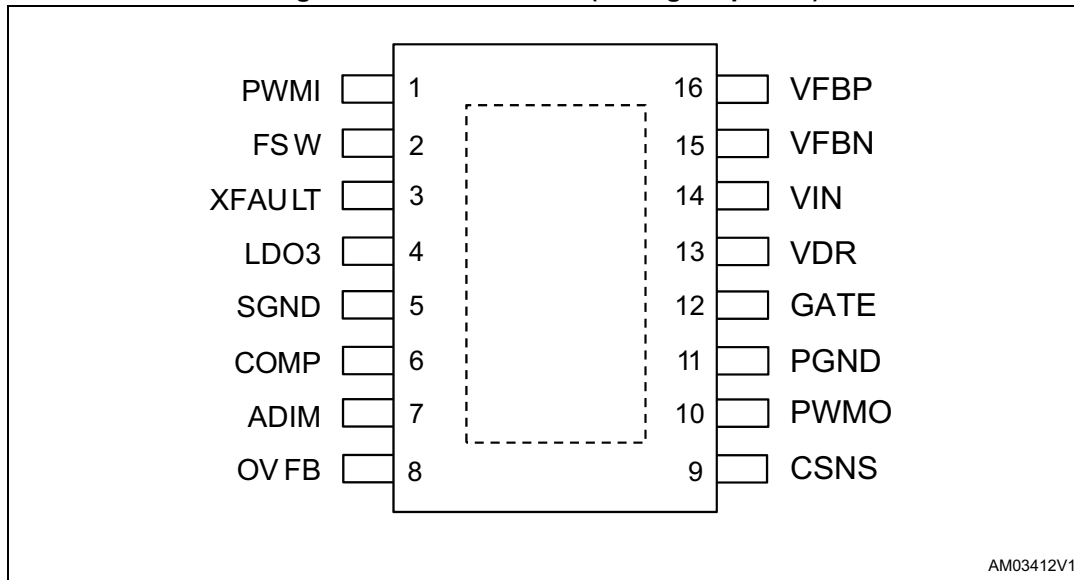 PWMI 1 16 VFBP
FSW 2 15 VFBN
XFAULT 3 14 VIN
LDO3 4 13 VDR
SGND 5 12 GATE
COMP 6 11 PGND
ADIM 7 10 PWMO
OVFB 8 9 CSNS
AM03412V1